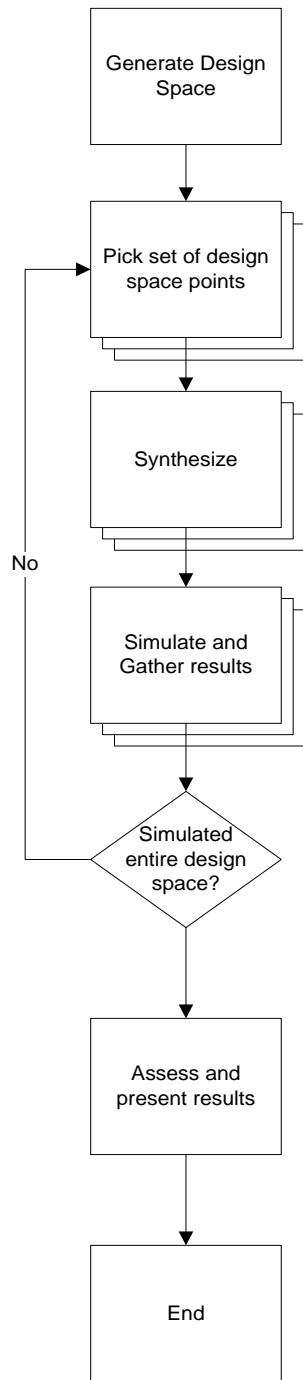 Generate Design
Space
Pick set of design
space points
Synthesize
No
Simulate and
Gather results
Simulated
entire design
space?
Assess and
present results
End